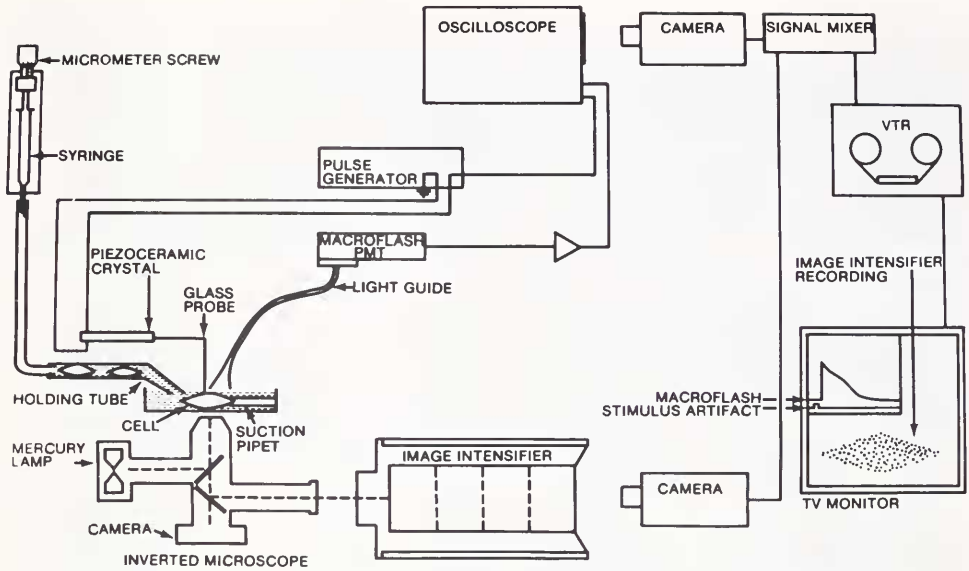 OSCILLOSCOPE
CAMERA
SIGNAL MIXER
MICROMETER SCREW
SYRINGE
VTR
PULSE
GENERATOR
MACROFLASH
PMT
PIEZOCERAMIC
CRYSTAL
GLASS
PROBE
LIGHT GUIDE
IMAGE INTENSIFIER
RECORDING
HOLDING TUBE
CELL
SUCTION
PIPET
MACROFLASH
STIMULUS ARTIFACT
MERCURY
LAMP
IMAGE INTENSIFIER
CAMERA
TV MONITOR
CAMERA
INVERTED MICROSCOPE